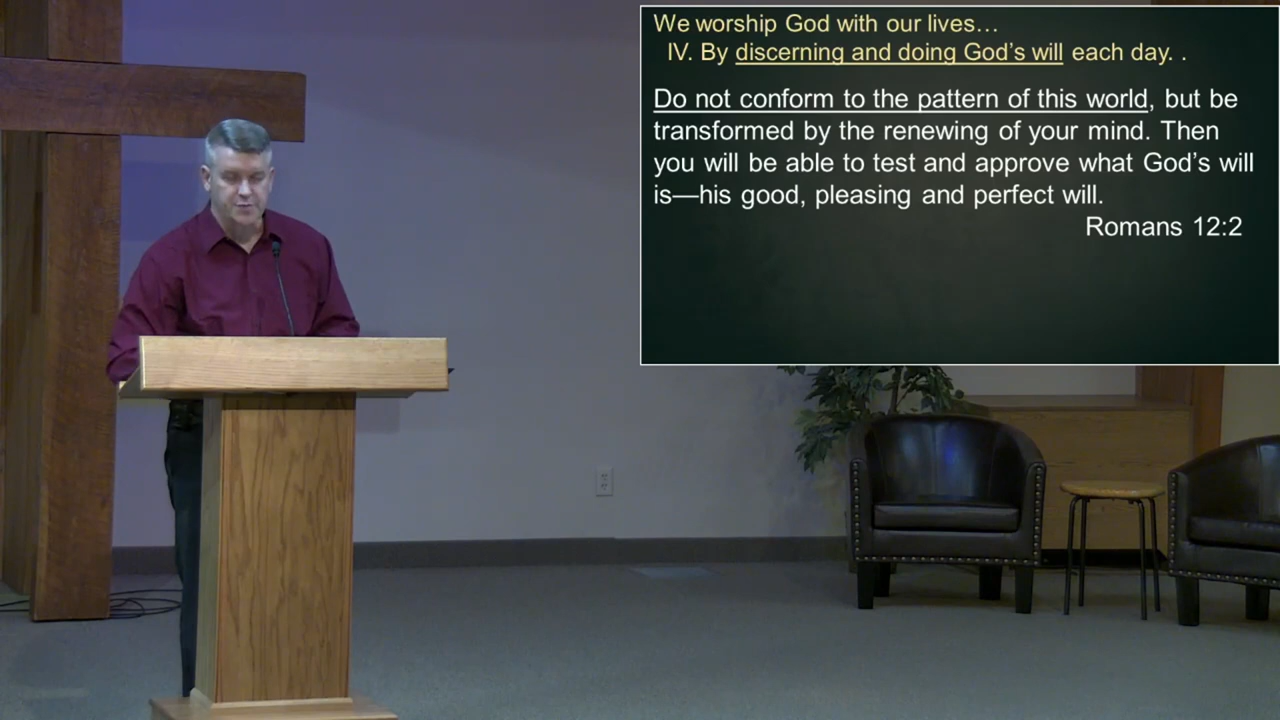 We worship God with our lives…
IV. By discerning and doing God’s will each day. .
Do not conform to the pattern of this world, but be
transformed by the renewing of your mind. Then
you will be able to test and approve what God’s will
is—his good, pleasing and perfect will.
Romans 12:2